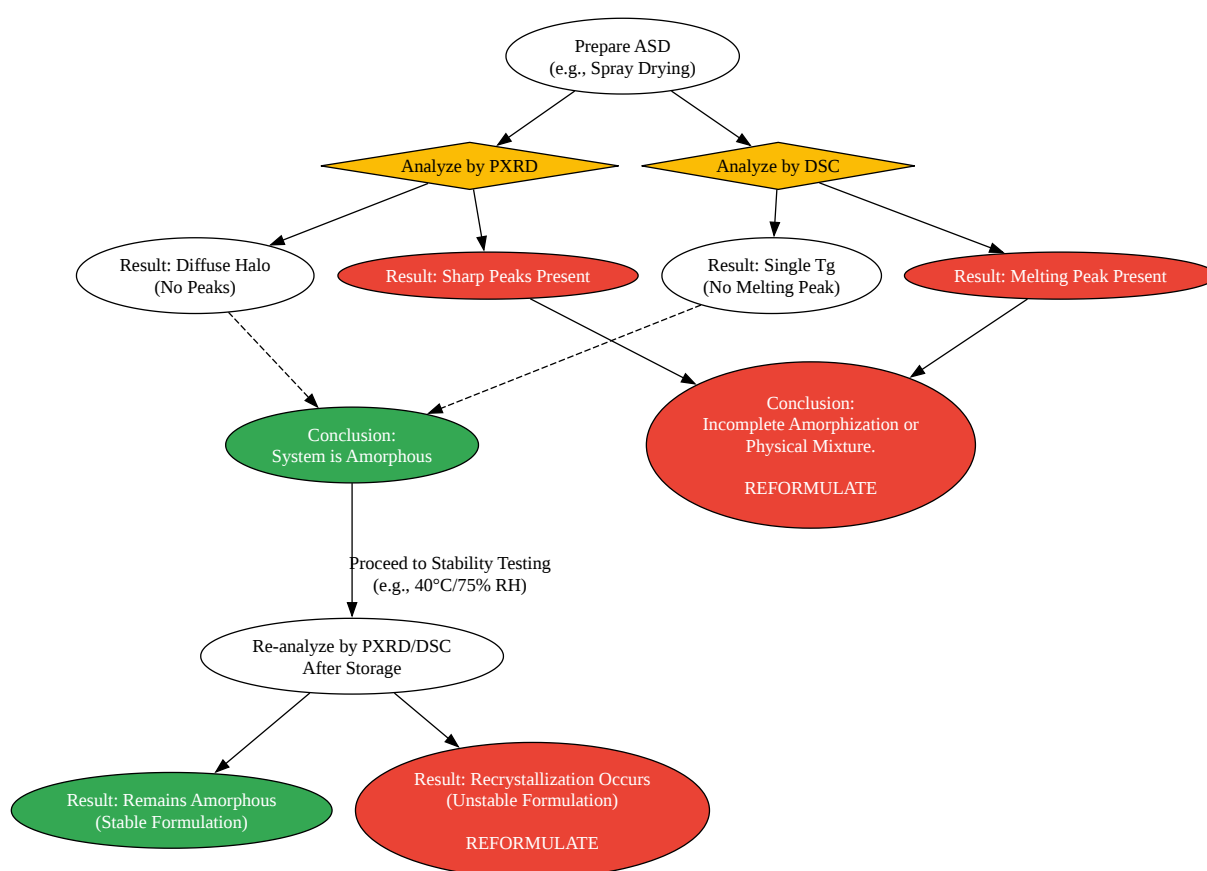 Prepare ASD
(e.g., Spray Drying)
Analyze by PXRD
Analyze by DSC
Result: Diffuse Halo
(No Peaks)
Result: Sharp Peaks Present
Result: Single Tg
(No Melting Peak)
Result: Melting Peak Present
Conclusion:
System is Amorphous
Conclusion:
Incomplete Amorphization or
Physical Mixture.
REFORMULATE
Proceed to Stability Testing
(e.g., 40°C/75% RH)
Re-analyze by PXRD/DSC
After Storage
Result: Remains Amorphous
(Stable Formulation)
Result: Recrystallization Occurs
(Unstable Formulation)
REFORMULATE